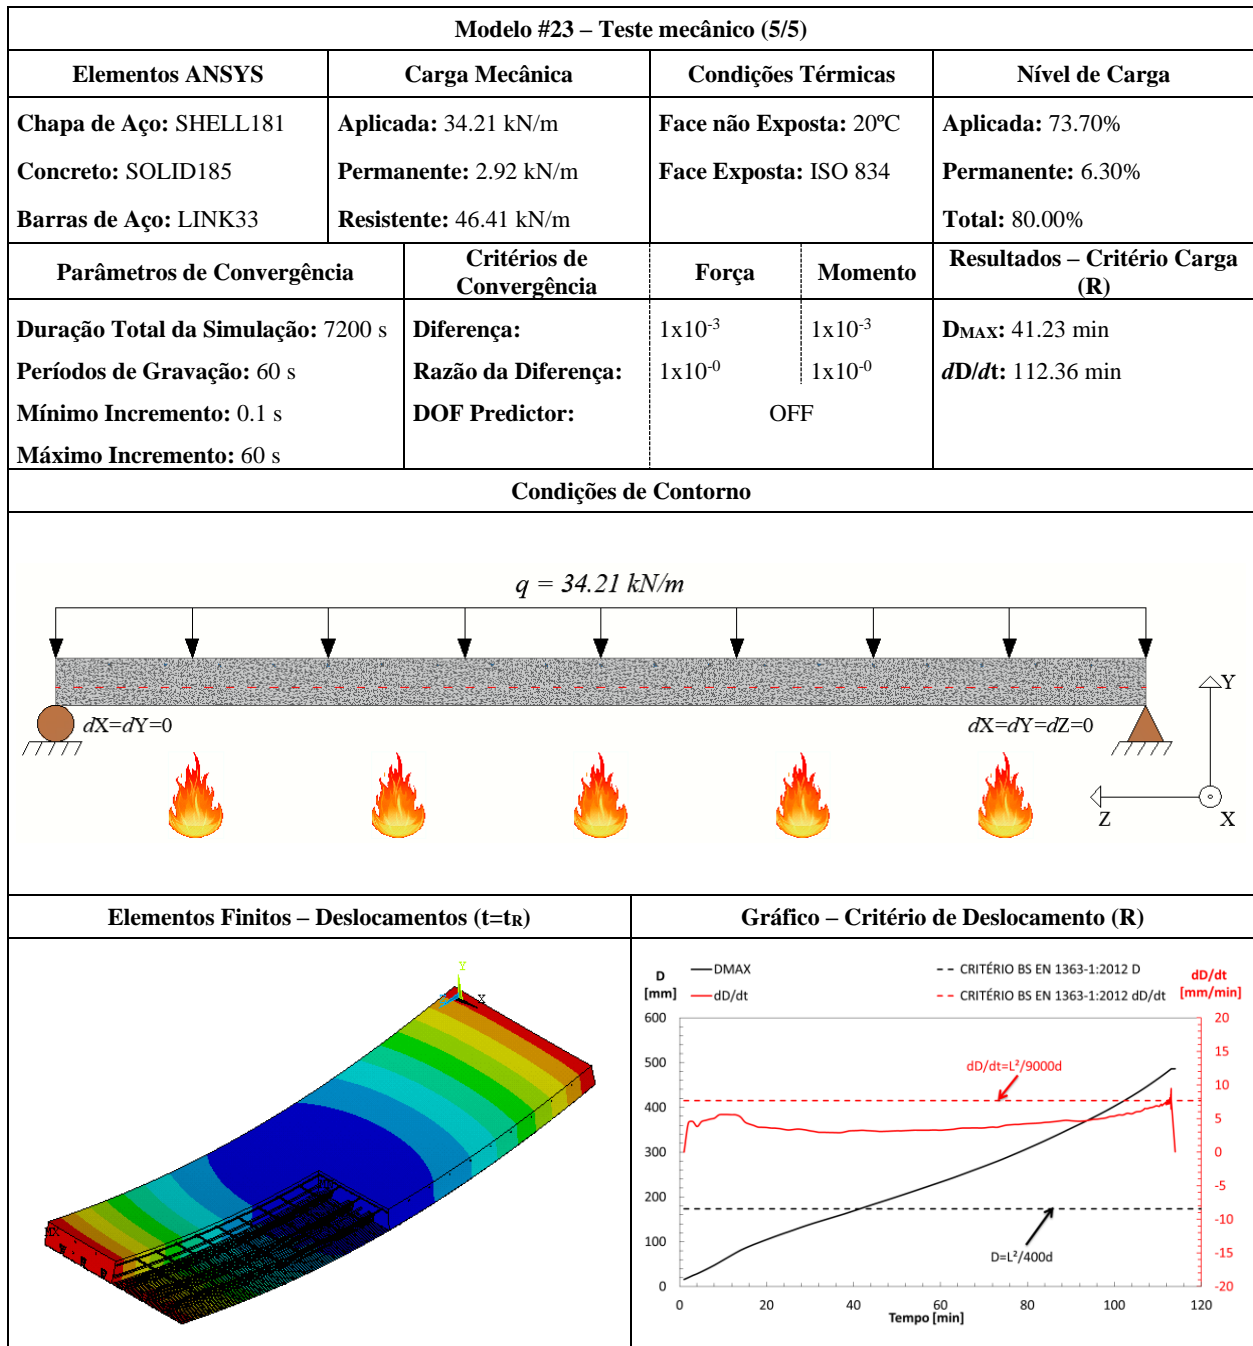 Modelo #23 – Teste mecânico (5/5)
Elementos ANSYS
Carga Mecânica
Condições Térmicas
Nível de Carga
Chapa de Aço: SHELL181
Concreto: SOLID185
Barras de Aço: LINK33
Aplicada: 34.21 kN/m
Permanente: 2.92 kN/m
Resistente: 46.41 kN/m
Face não Exposta: 20ºC
Face Exposta: ISO 834
Aplicada: 73.70%
Permanente: 6.30%
Total: 80.00%
Parâmetros de Convergência
Critérios de
Convergência
Força
Momento
Resultados – Critério Carga
(R)
Duração Total da Simulação: 7200 s
Períodos de Gravação: 60 s
Mínimo Incremento: 0.1 s
Máximo Incremento: 60 s
Diferença: 1x10-3 1x10-3
Razão da Diferença: 1x10-0 1x10-0
DOF Predictor: OFF
DMAX: 41.23 min
dD/dt: 112.36 min
Condições de Contorno
q = 34.21 kN/m
dX=dY=0
dX=dY=dZ=0
Y
Z
X
Elementos Finitos – Deslocamentos (t=tR)
Gráfico – Critério de Deslocamento (R)
Y
X
D
[mm]
DMAX
dD/dt
CRITÉRIO BS EN 1363-1:2012 D
CRITÉRIO BS EN 1363-1:2012 dD/dt
dD/dt
[mm/min]
600
500
400
300
200
100
0
20
15
10
5
0
-5
-10
-15
-20
dD/dt=L²/9000d
D=L²/400d
0 20 40 60 80 100 120
Tempo [min]